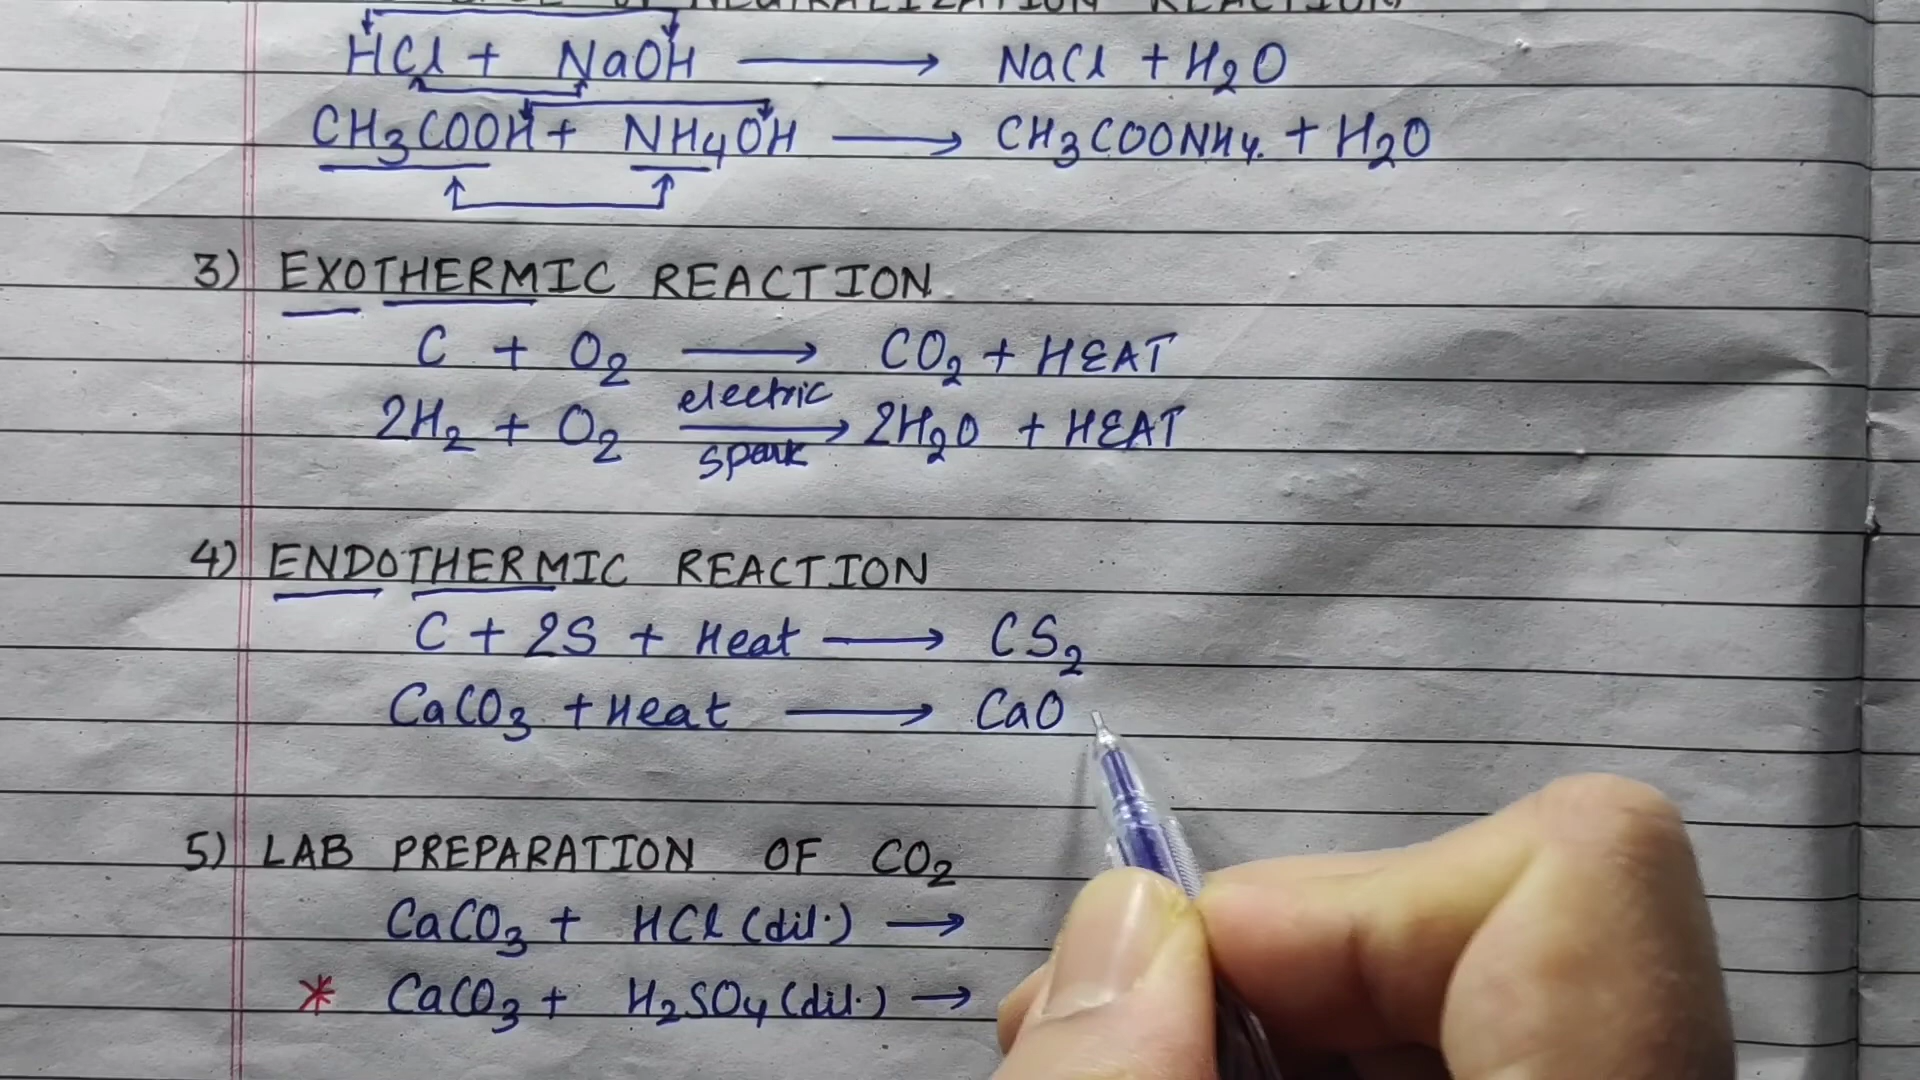 NEUTRALIZATION REACTION
HCl + NaOH → NaCl + H2O
CH3COOH + NH4OH → CH3COONH4. + H2O
3) EXOTHERMIC REACTION
C + O2 → CO2 + HEAT
electric
2H2 + O2 → 2H2O + HEAT
spark
4) ENDOTHERMIC REACTION
C + 2S + Heat → CS2
CaCO3 + Heat → CaO
5) LAB PREPARATION OF CO2
CaCO3 + HCl (dil.) →
* CaCO3 + H2SO4 (dil.) →